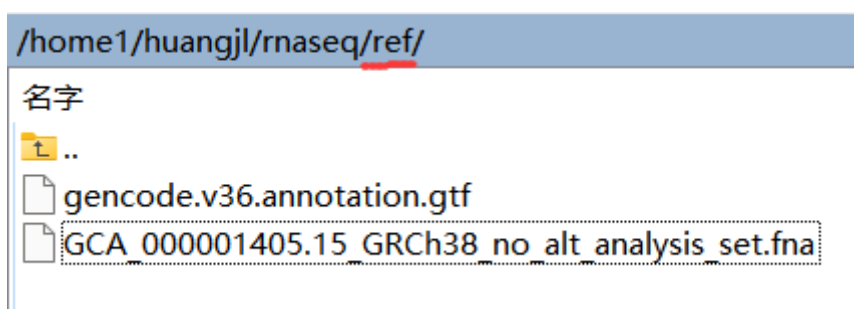 /home1/huangjl/rnaseq/ref/
名字
..
gencode.v36.annotation.gtf
GCA_000001405.15_GRCh38_no_alt_analysis_set.fna